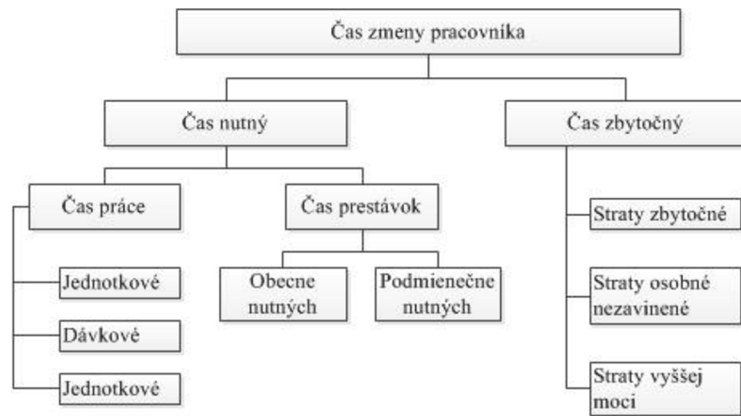 Čas zmeny pracovníka
Čas nutný
Čas zbytočný
Čas práce
Čas prestávok
Jednotkové
Dávkové
Jednotkové
Obecne
nutných
Podmienečne
nutných
Straty zbytočné
Straty osobné
nezavinené
Straty vyššej
moci